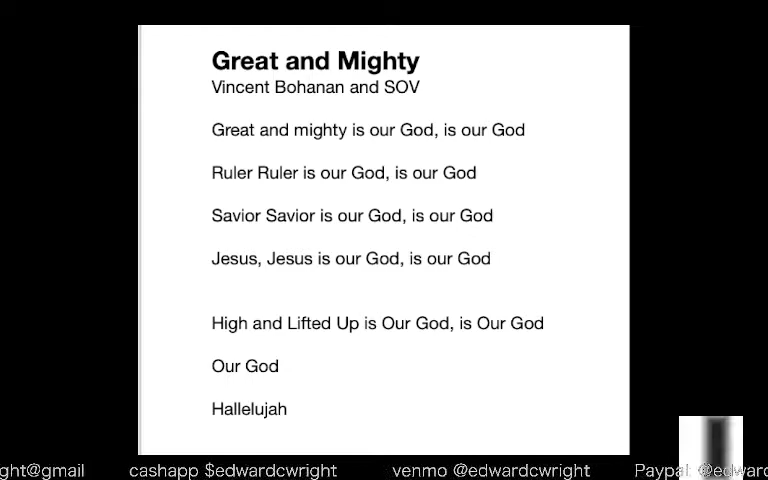 Great and Mighty
Vincent Bohanan and SOV
Great and mighty is our God, is our God
Ruler Ruler is our God, is our God
Savior Savior is our God, is our God
Jesus, Jesus is our God, is our God
High and Lifted Up is Our God, is Our God
Our God
Hallelujah
ght@gmail cashapp $edwardcwright venmo @edwardcwright Paypal: @edward